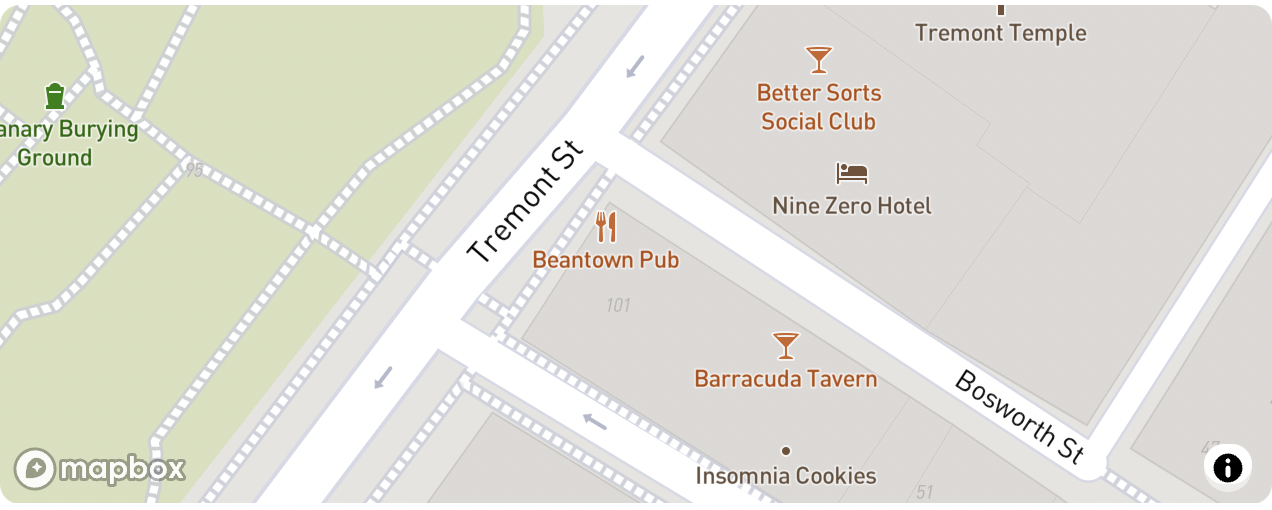 Tremont Temple
Better Sorts
Social Club
anary Burying
Ground
95
Tremont St
Nine Zero Hotel
Beantown Pub
101
Barracuda Tavern
Bosworth St
mapbox
Insomnia Cookies
51
47